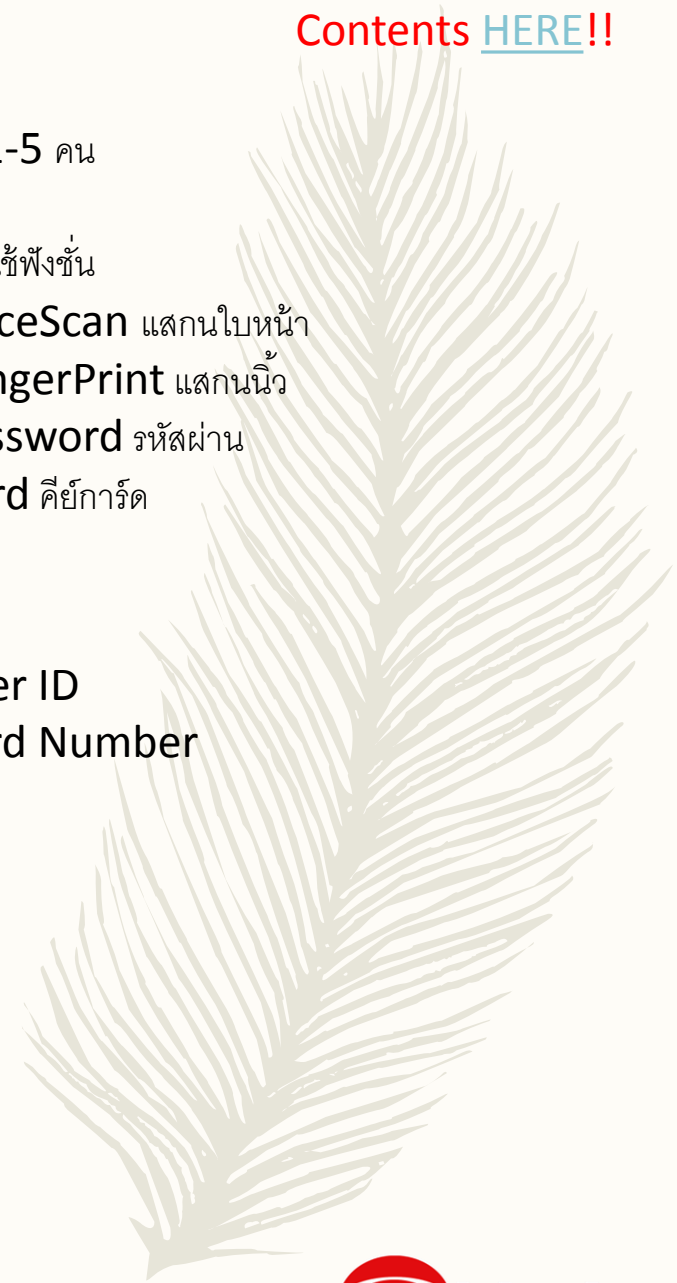 Contents HERE!!
-5 คน
ช้ฟังชั่น
ceScan แสกนใบหน้า
ngerPrint แสกนนิ้ว
ssword รหัสผ่าน
rd คีย์การ์ด
er ID
rd Number